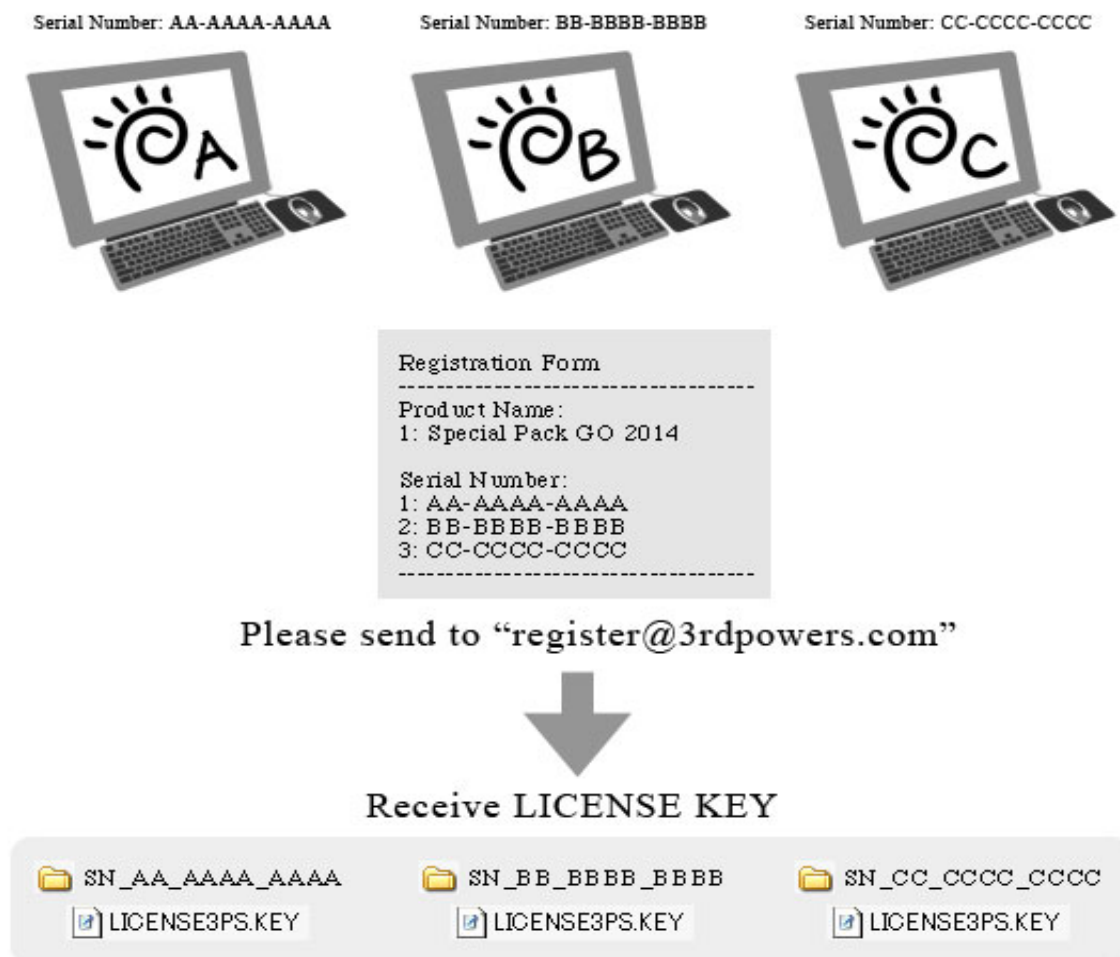 Serial Number: AA-AAAA-AAAA
Serial Number: BB-BBBB-BBBB
Serial Number: CC-CCCC-CCCC
A
B
C
Registration Form
------------------------------------
Product Name:
1: Special Pack GO 2014
Serial Number:
1: AA-AAAA-AAAA
2: BB-BBBB-BBBB
3: CC-CCCC-CCCC
------------------------------------
Please send to “register@3rdpowers.com”
Receive LICENSE KEY
SN_AA_AAAA_AAAA
SN_BB_BBBB_BBBB
SN_CC_CCCC_CCCC
LICENSE3PS.KEY
LICENSE3PS.KEY
LICENSE3PS.KEY